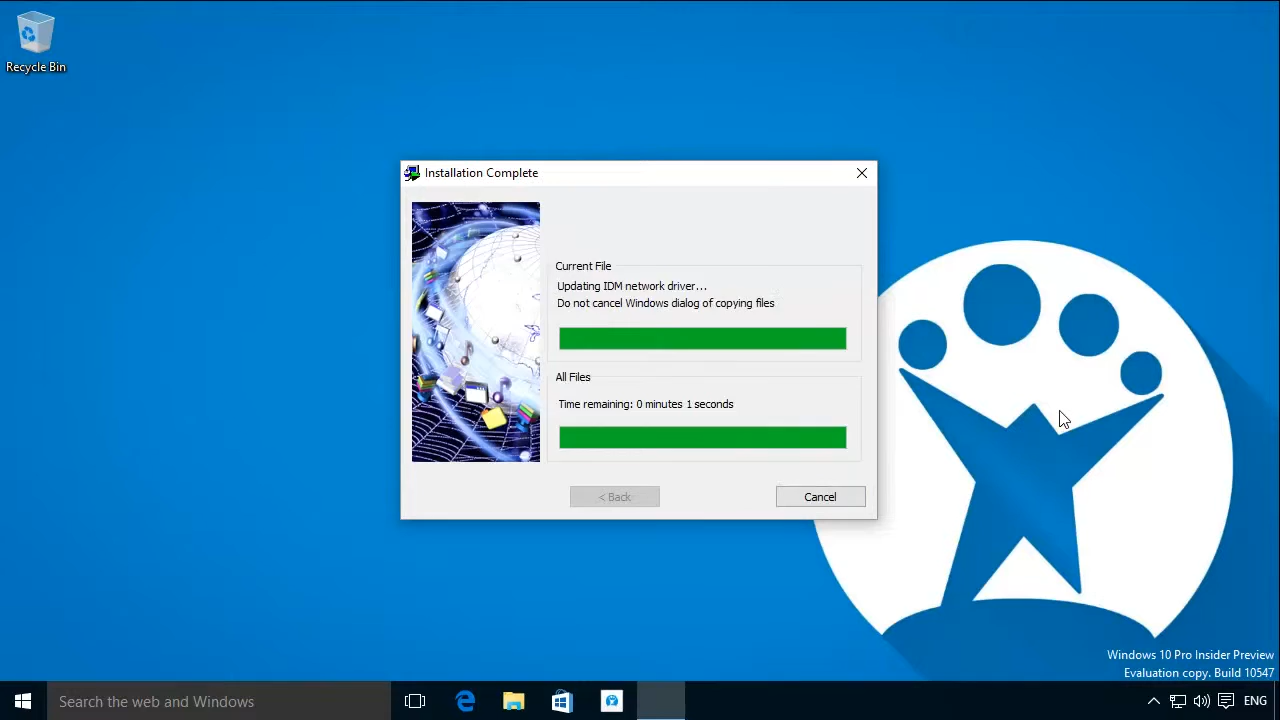 Recycle Bin
Installation Complete
Current File
Updating IDM network driver...
Do not cancel Windows dialog of copying files
All Files
Time remaining: 0 minutes 1 seconds
< Back
Cancel
Windows 10 Pro Insider Preview
Evaluation copy. Build 10547
Search the web and Windows
ENG